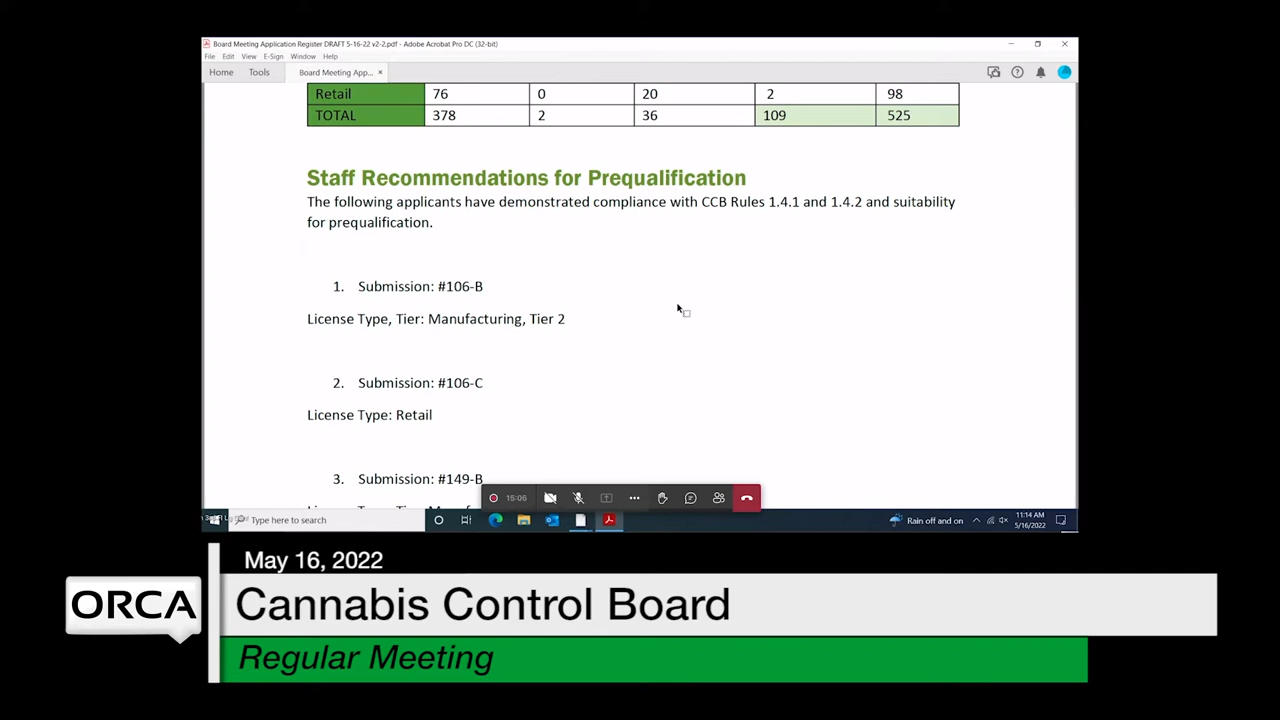 Board Meeting Application Register DRAFT 5-16-22 v2-2.pdf - Adobe Acrobat Pro DC (32-bit)
File Edit View E-Sign Window Help
Home Tools Board Meeting App... ×
Retail 76 0 20 2 98
TOTAL 378 2 36 109 525
Staff Recommendations for Prequalification
The following applicants have demonstrated compliance with CCB Rules 1.4.1 and 1.4.2 and suitability
for prequalification.
1. Submission: #106-B
License Type, Tier: Manufacturing, Tier 2
2. Submission: #106-C
License Type: Retail
3. Submission: #149-B
15:06
Type here to search
Rain off and on
11:14 AM
5/16/2022
May 16, 2022
ORCA
Cannabis Control Board
Regular Meeting